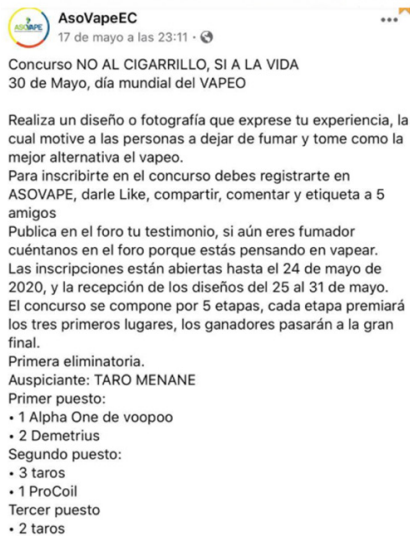 ASOVAPE
AsoVapeEC
17 de mayo a las 23:11 ·
Concurso NO AL CIGARRILLO, SI A LA VIDA
30 de Mayo, día mundial del VAPEO
Realiza un diseño o fotografía que exprese tu experiencia, la
cual motive a las personas a dejar de fumar y tome como la
mejor alternativa el vapeo.
Para inscribirte en el concurso debes registrarte en
ASOVAPE, darle Like, compartir, comentar y etiqueta a 5
amigos
Publica en el foro tu testimonio, si aún eres fumador
cuéntanos en el foro porque estás pensando en vapear.
Las inscripciones están abiertas hasta el 24 de mayo de
2020, y la recepción de los diseños del 25 al 31 de mayo.
El concurso se compone por 5 etapas, cada etapa premiará
los tres primeros lugares, los ganadores pasarán a la gran
final.
Primera eliminatoria.
Auspiciante: TARO MENANE
Primer puesto:
• 1 Alpha One de voopoo
• 2 Demetrius
Segundo puesto:
• 3 taros
• 1 ProCoil
Tercer puesto
• 2 taros